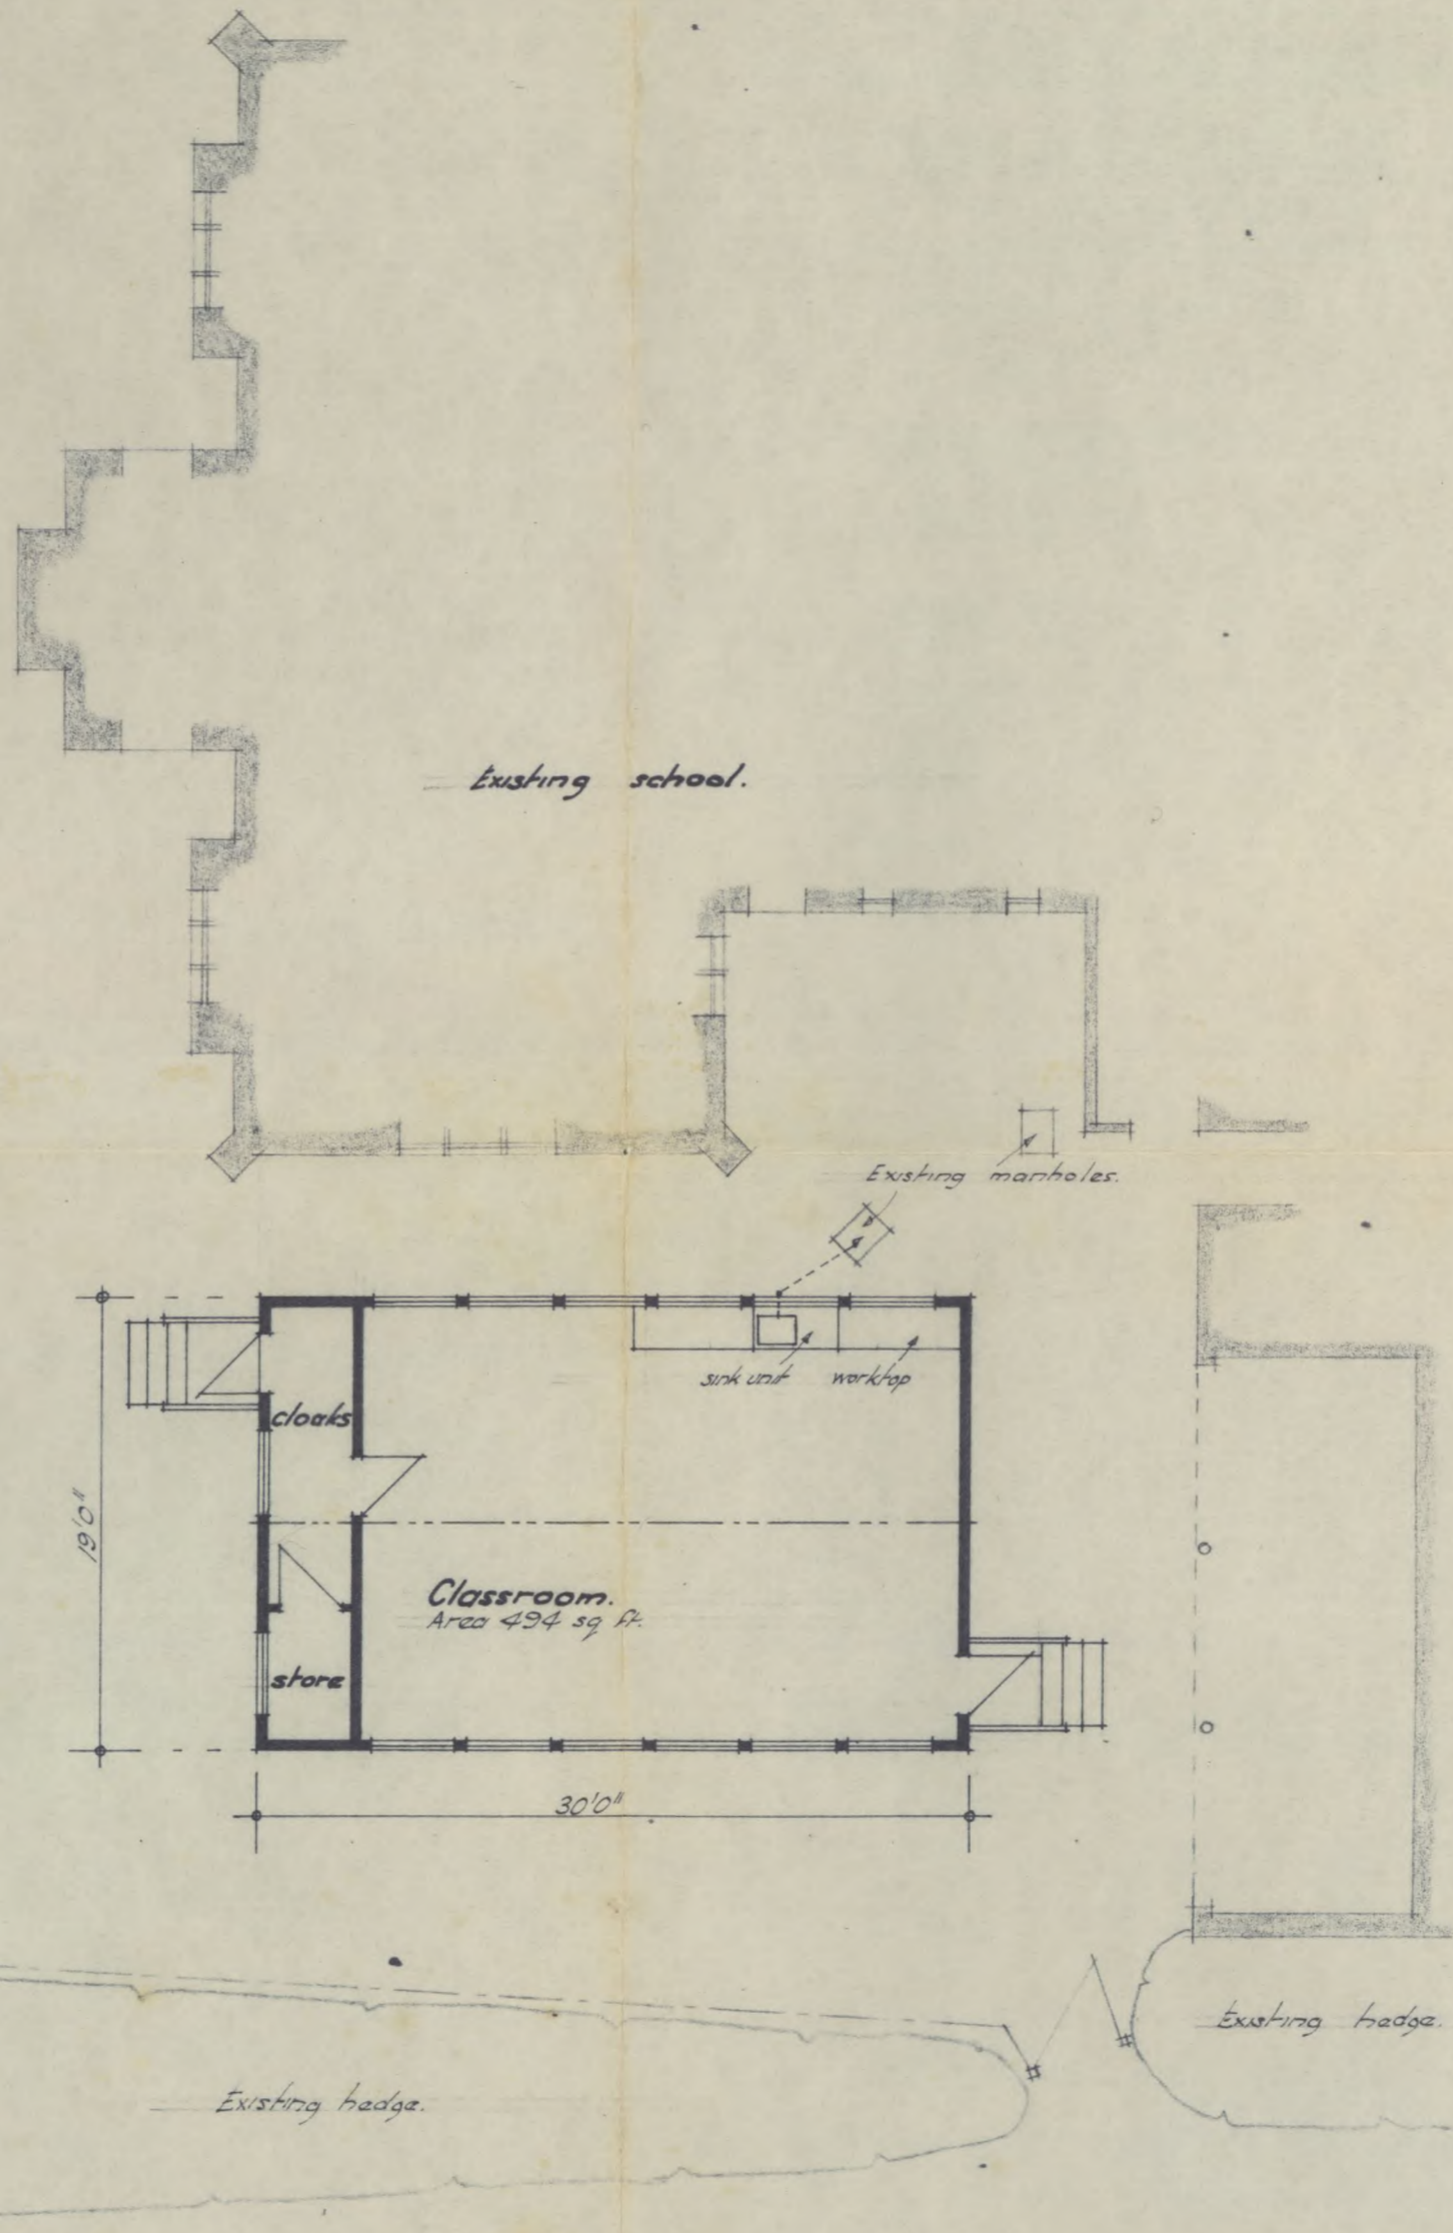 Existing school.
Existing manholes.
sink unit
worktop
cloaks
19'0"
Classroom.
Area 494 sq ft.
store
30'0"
Existing hedge.
Existing hedge.